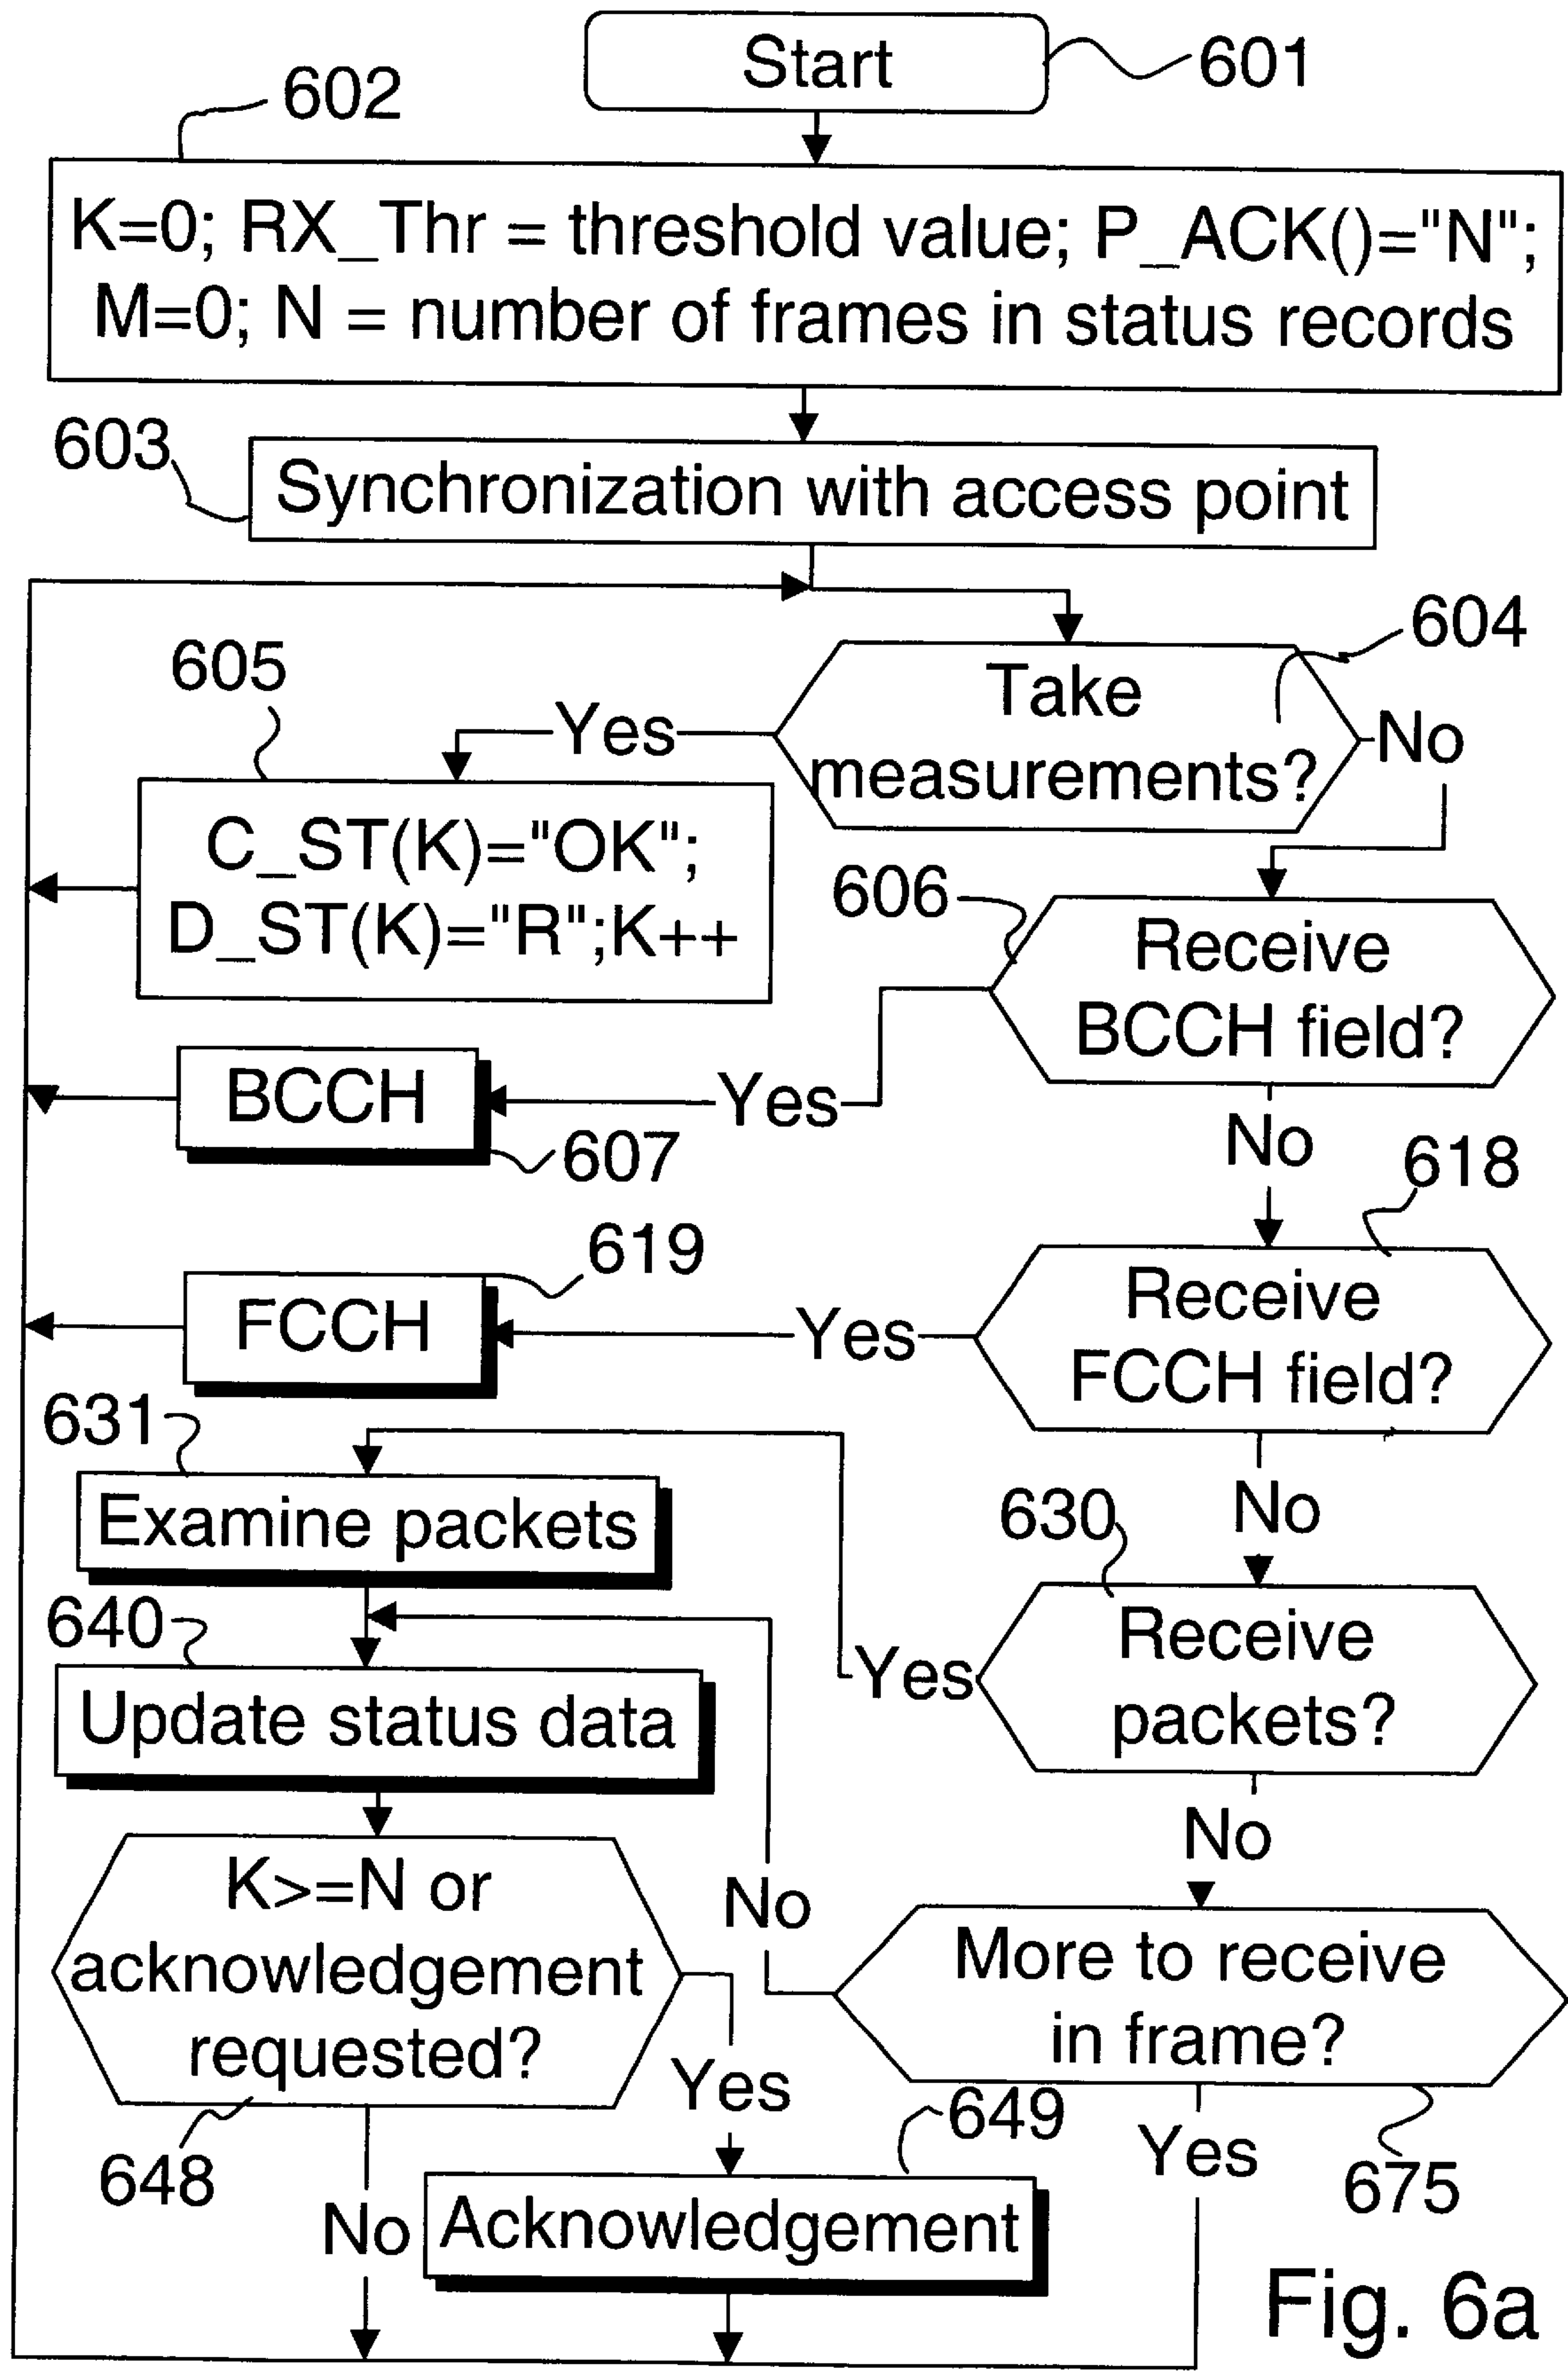 Start
601
602
K=0; RX_Thr = threshold value; P_ACK()="N";
M=0; N = number of frames in status records
603
Synchronization with access point
604
Take
measurements?
Yes
No
605
C_ST(K)="OK";
D_ST(K)="R";K++
606
Receive
BCCH field?
Yes
BCCH
607
No
618
619
Receive
FCCH field?
Yes
FCCH
631
No
Examine packets
630
Receive
packets?
Yes
640
Update status data
No
K>=N or
acknowledgement
requested?
No
More to receive
in frame?
Yes
649
Yes
648
675
No
Acknowledgement
Fig. 6a